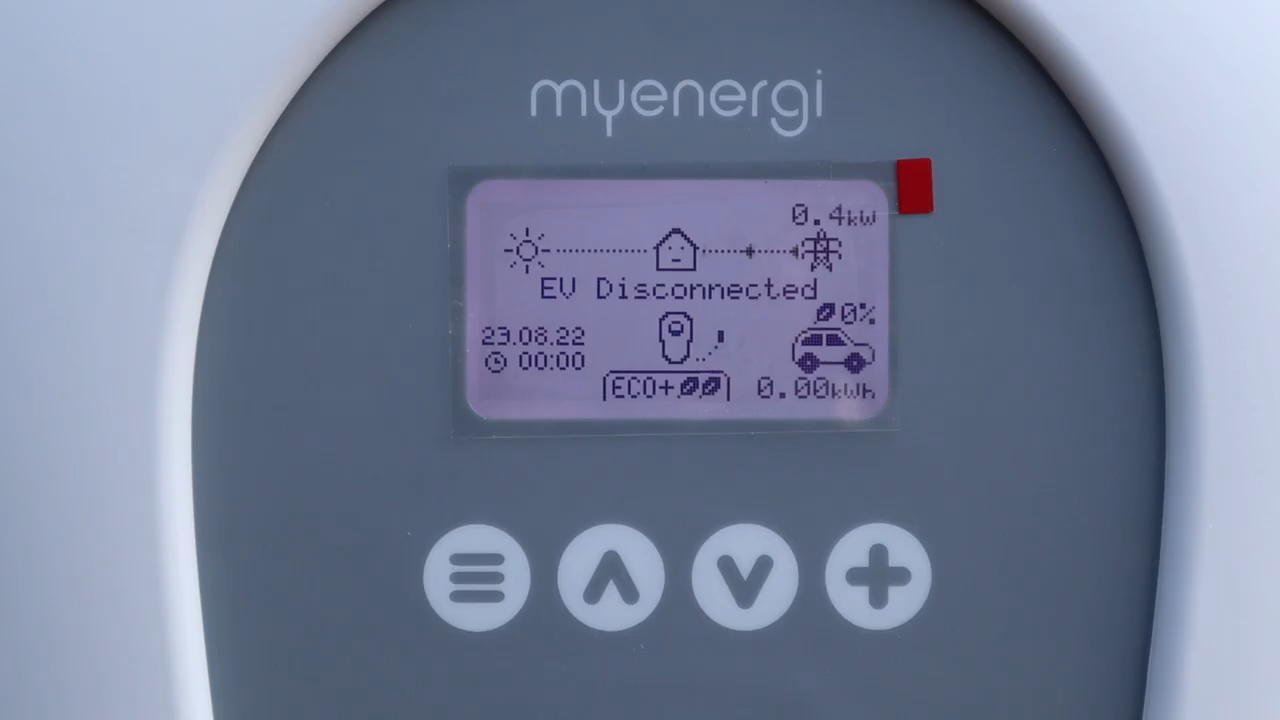 myenergi
0.4kW
EV Disconnected
0%
23.08.22
00:00
ECO+
0.00kWh